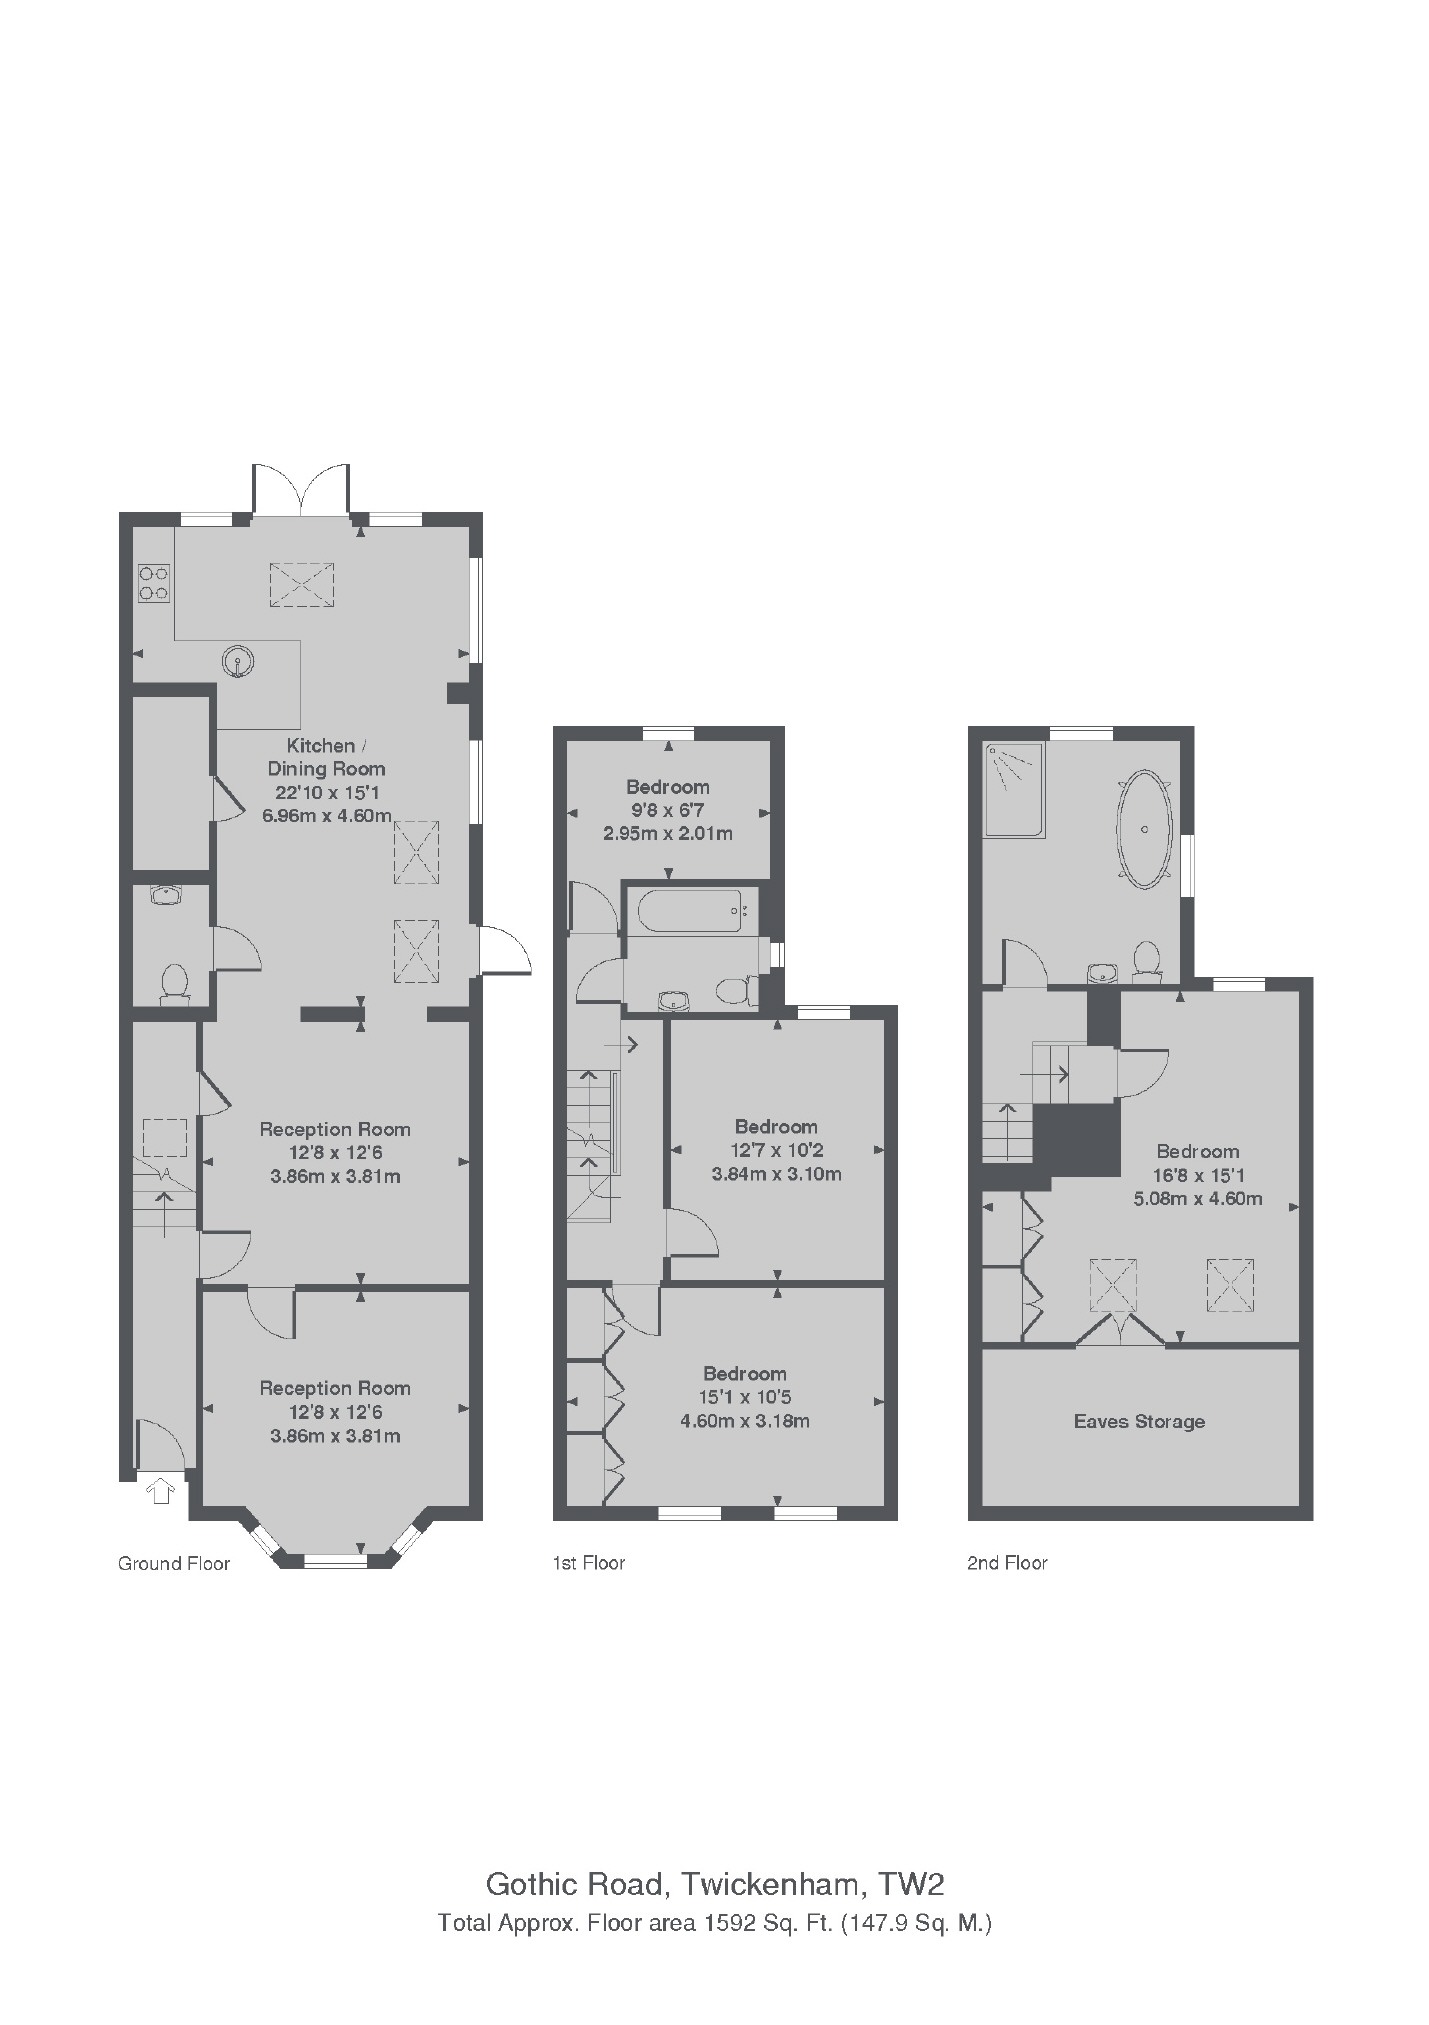 Kitchen /
Dining Room
22'10 x 15'1
6.96m x 4.60m
Reception Room
12'8 x 12'6
3.86m x 3.81m
Reception Room
12'8 x 12'6
3.86m x 3.81m
Ground Floor
Bedroom
9'8 x 6'7
2.95m x 2.01m
Bedroom
12'7 x 10'2
3.84m x 3.10m
Bedroom
15'1 x 10'5
4.60m x 3.18m
1st Floor
Bedroom
16'8 x 15'1
5.08m x 4.60m
Eaves Storage
2nd Floor
Gothic Road, Twickenham, TW2
Total Approx. Floor area 1592 Sq. Ft. (147.9 Sq. M.)